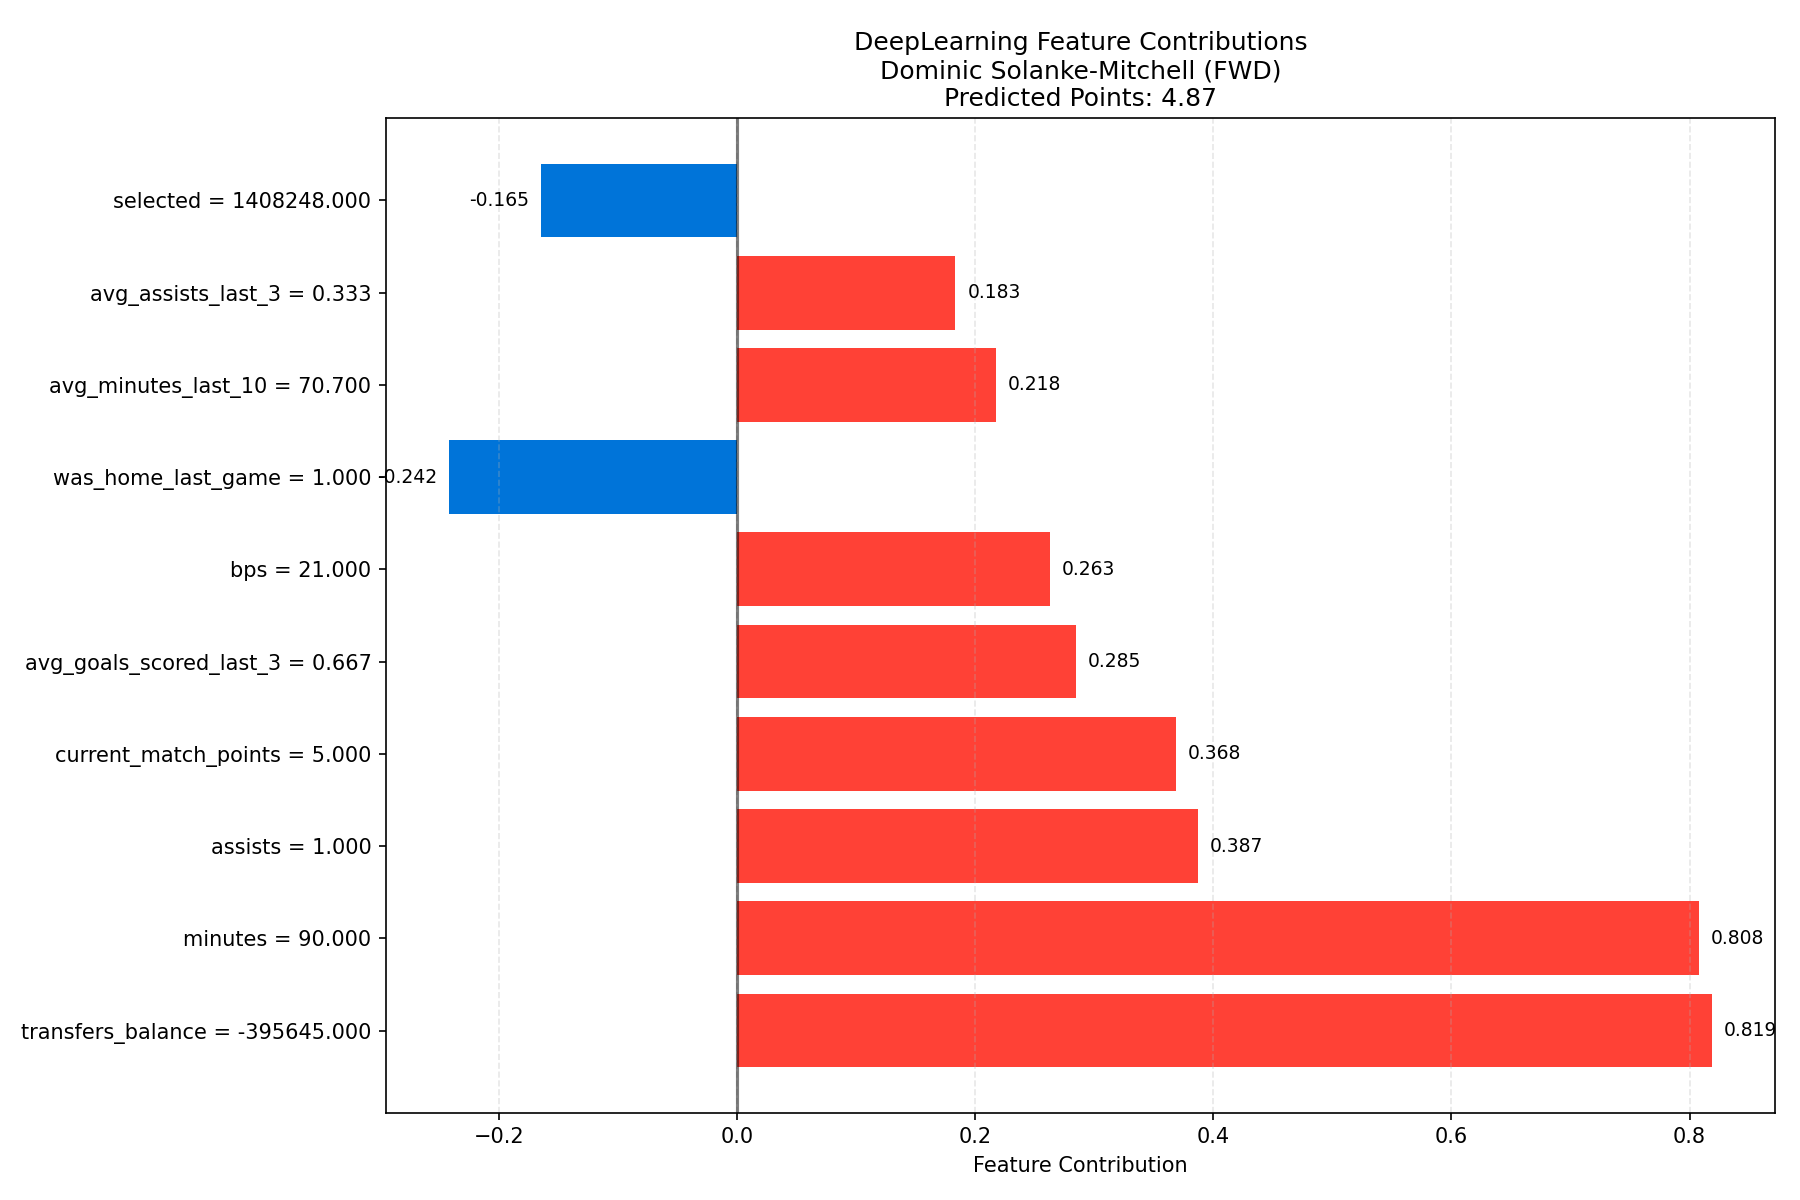 DeepLearning Feature Contributions
Dominic Solanke-Mitchell (FWD)
Predicted Points: 4.87
selected = 1408248.000 -0.165
avg_assists_last_3 = 0.333 0.183
avg_minutes_last_10 = 70.700 0.218
was_home_last_game = 1.000 -0.242
bps = 21.000 0.263
avg_goals_scored_last_3 = 0.667 0.285
current_match_points = 5.000 0.368
assists = 1.000 0.387
minutes = 90.000 0.808
transfers_balance = -395645.000 0.819
−0.2 0.0 0.2 0.4 0.6 0.8
Feature Contribution